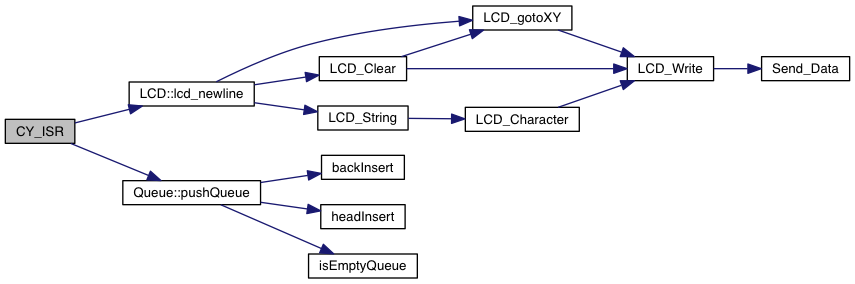 LCD_gotoXY
LCD_Clear
LCD_Write
Send_Data
LCD::lcd_newline
LCD_String
LCD_Character
CY_ISR
backInsert
Queue::pushQueue
headInsert
isEmptyQueue